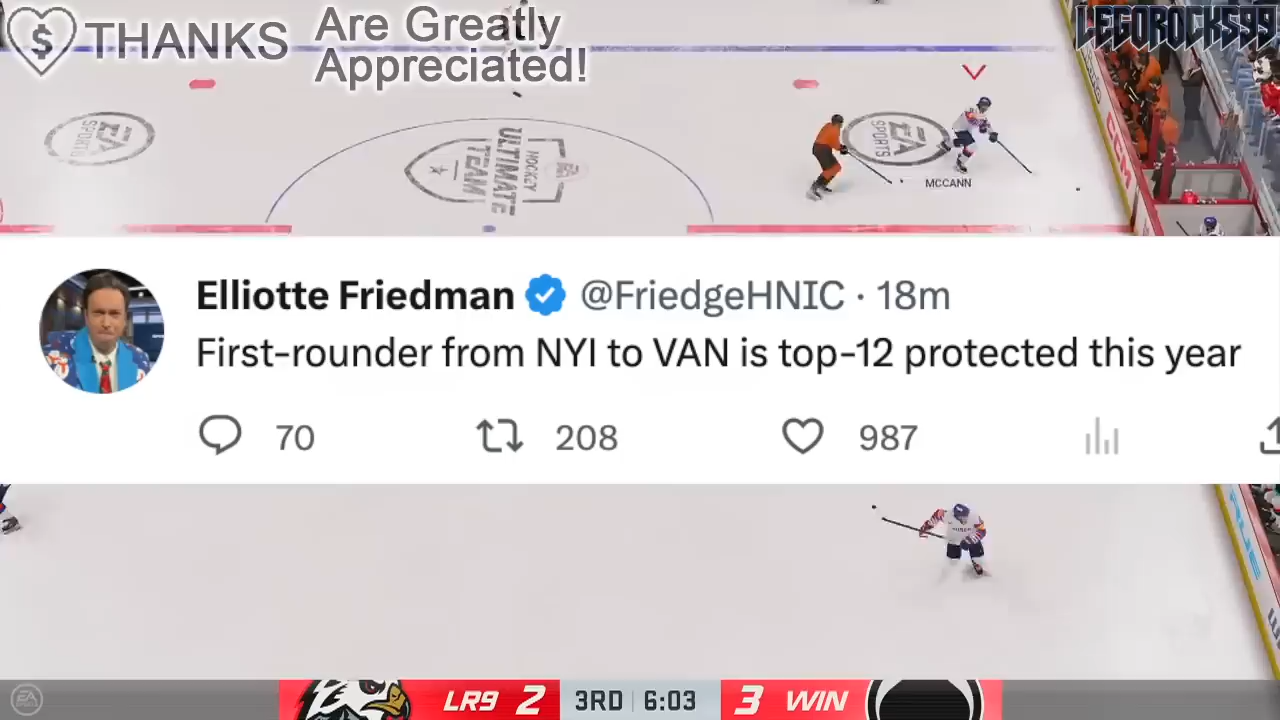 THANKS
Are Greatly
Appreciated!
LEGOROCKS99
EA
SPORTS
HOCKEY
ULTIMATE
TEAM
EA
SPORTS
MCCANN
CCM
Elliotte Friedman @FriedgeHNIC · 18m
First-rounder from NYI to VAN is top-12 protected this year
70 208 987
LR9 2 3RD 6:03 3 WIN